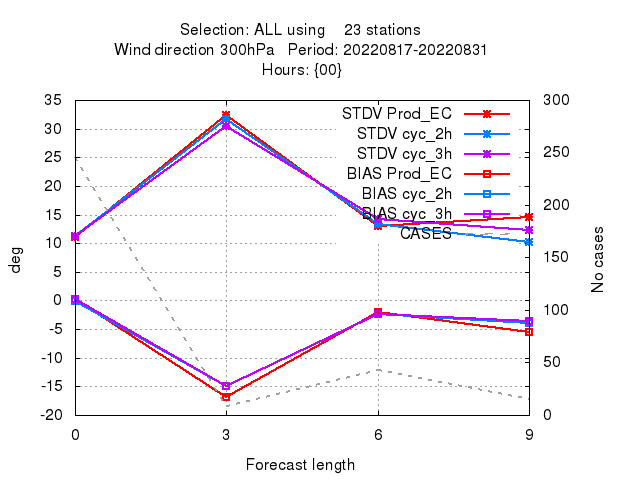 Selection: ALL using    23 stations
Wind direction 300hPa   Period: 20220817-20220831
Hours: {00}
35
30
25
20
15
10
5
0
-5
-10
-15
-20
deg
300
250
200
150
100
50
0
No cases
STDV Prod_EC
STDV cyc_2h
STDV cyc_3h
BIAS Prod_EC
BIAS cyc_2h
BIAS cyc_3h
CASES
0 3 6 9
Forecast length